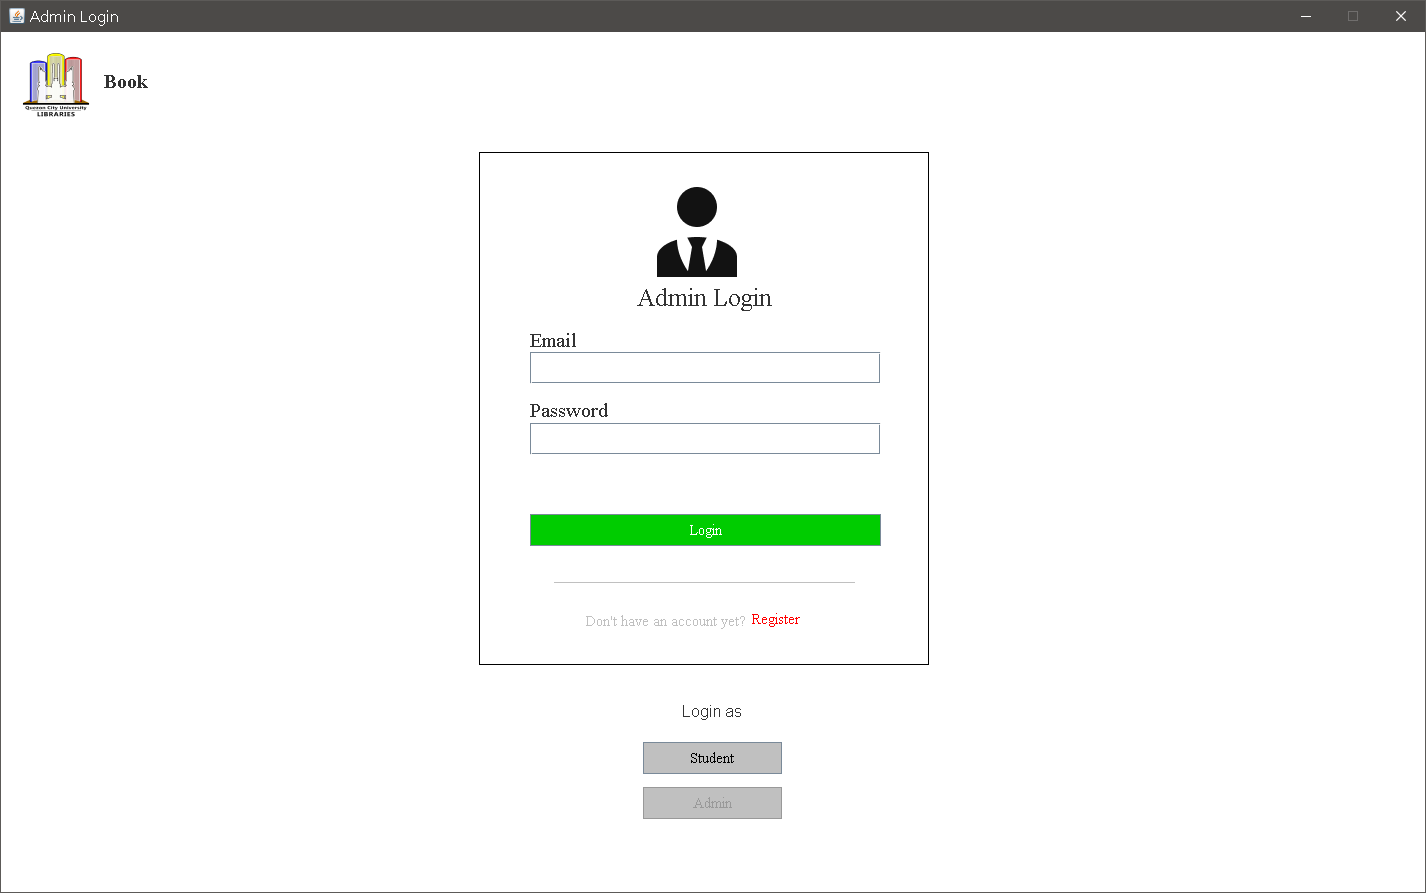 Admin Login
Book
Quezon City University
LIBRARIES
Admin Login
Email
Password
Login
Don't have an account yet? Register
Login as
Student
Admin